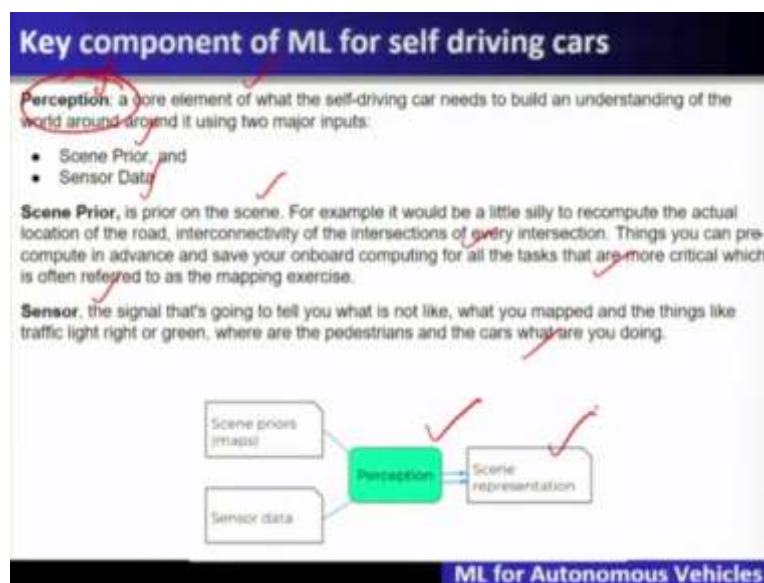 Key component of ML for self driving cars
Perception: a core element of what the self-driving car needs to build an understanding of the
world around around it using two major inputs:
● Scene Prior, and
● Sensor Data
Scene Prior, is prior on the scene. For example it would be a little silly to recompute the actual
location of the road, interconnectivity of the intersections of every intersection. Things you can pre-
compute in advance and save your onboard computing for all the tasks that are more critical which
is often referred to as the mapping exercise.
Sensor, the signal that's going to tell you what is not like, what you mapped and the things like
traffic light right or green, where are the pedestrians and the cars what are you doing.
Scene priors
(maps)
Perception
Scene
representation
Sensor data
ML for Autonomous Vehicles